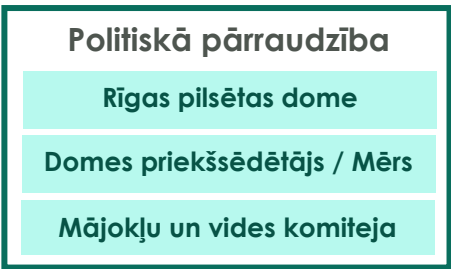 Politiskā pārraudzība
Rīgas pilsētas dome
Domes priekšsēdētājs / Mērs
Mājokļu un vides komiteja